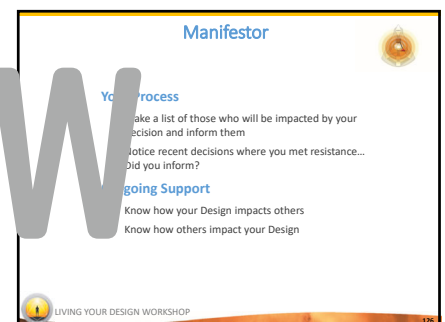 Manifestor
W
Yo Process
ake a list of those who will be impacted by your
ecision and inform them
Notice recent decisions where you met resistance...
Did you inform?
going Support
Know how your Design impacts others
Know how others impact your Design
LIVING YOUR DESIGN WORKSHOP
126